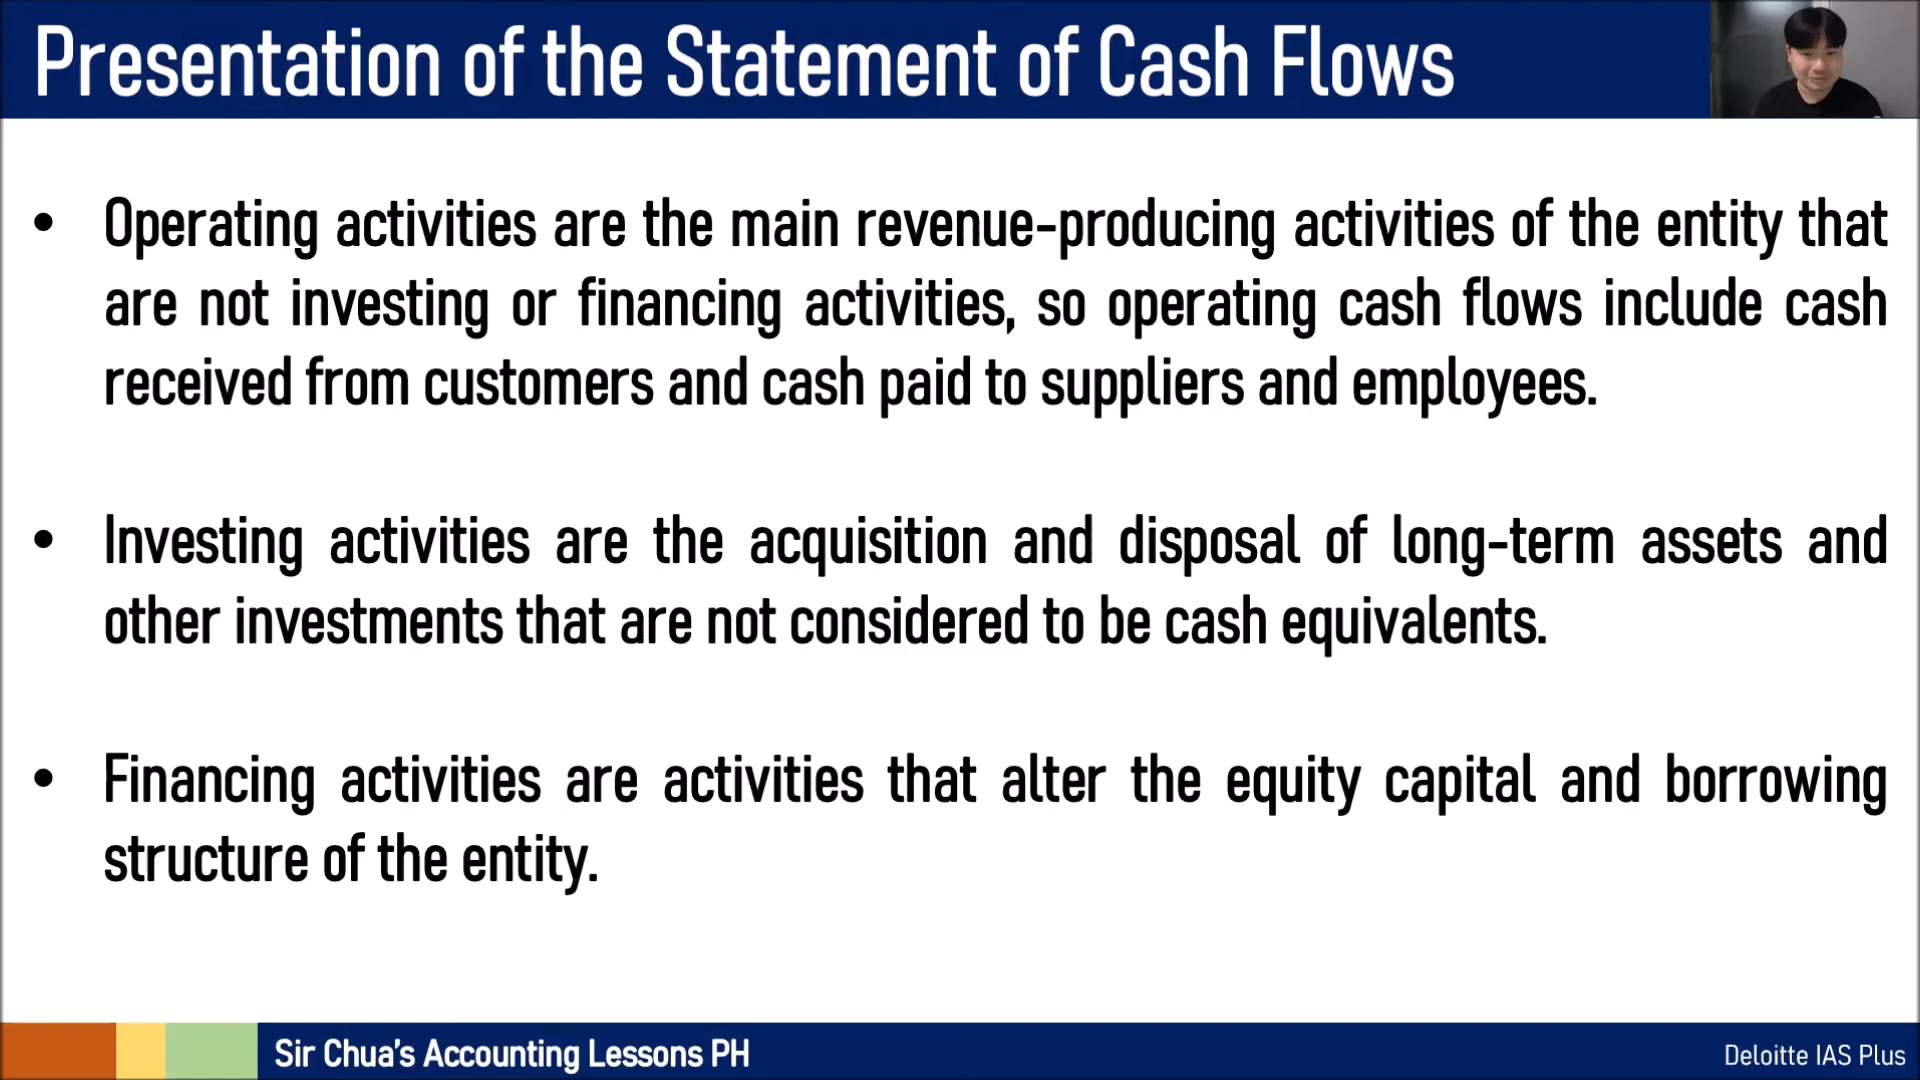 Presentation of the Statement of Cash Flows
• Operating activities are the main revenue-producing activities of the entity that
are not investing or financing activities, so operating cash flows include cash
received from customers and cash paid to suppliers and employees.
• Investing activities are the acquisition and disposal of long-term assets and
other investments that are not considered to be cash equivalents.
• Financing activities are activities that alter the equity capital and borrowing
structure of the entity.
Sir Chua's Accounting Lessons PH
Deloitte IAS Plus